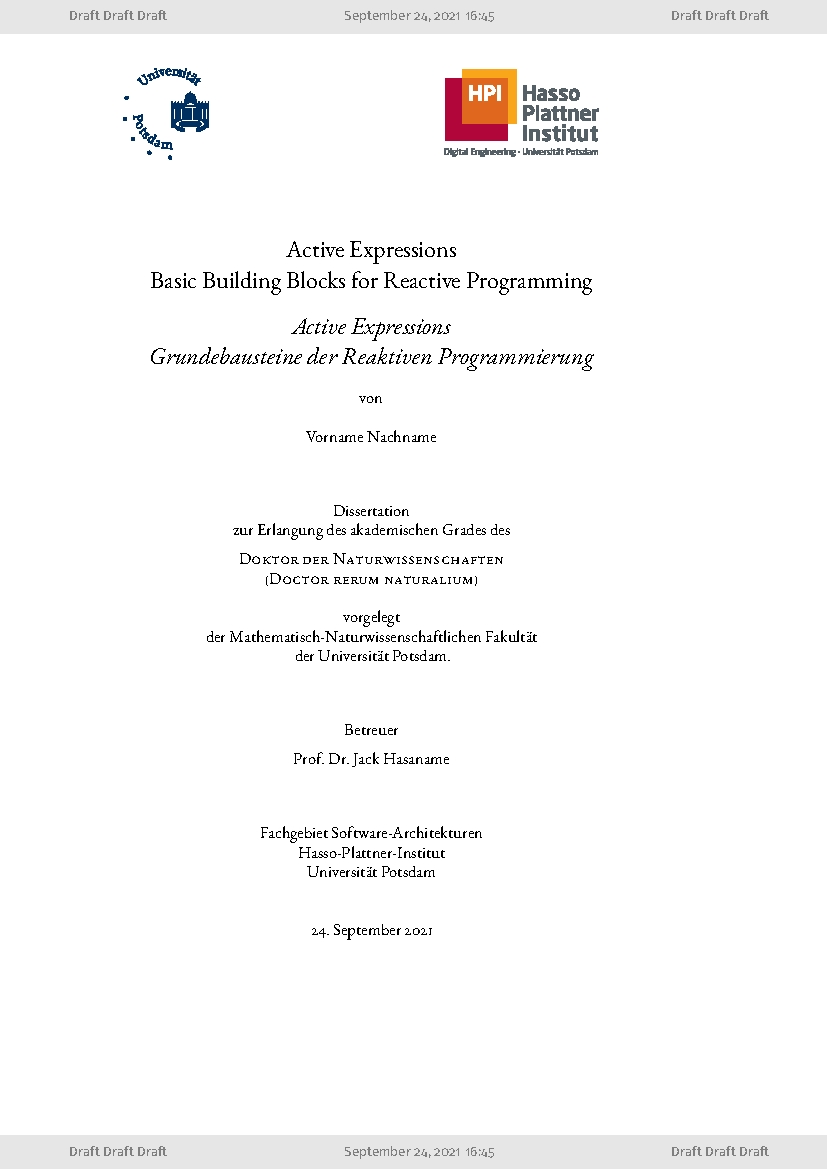 Draft Draft Draft September 24, 2021 16:45 Draft Draft Draft
Universität
Potsdam
HPI Hasso
Plattner
Institut
Digital Engineering · Universität Potsdam
Active Expressions
Basic Building Blocks for Reactive Programming
Active Expressions
Grundebausteine der Reaktiven Programmierung
von
Vorname Nachname
Dissertation
zur Erlangung des akademischen Grades des
Doktor der Naturwissenschaften
(Doctor rerum naturalium)
vorgelegt
der Mathematisch-Naturwissenschaftlichen Fakultät
der Universität Potsdam.
Betreuer
Prof. Dr. Jack Hasaname
Fachgebiet Software-Architekturen
Hasso-Plattner-Institut
Universität Potsdam
24. September 2021
Draft Draft Draft September 24, 2021 16:45 Draft Draft Draft